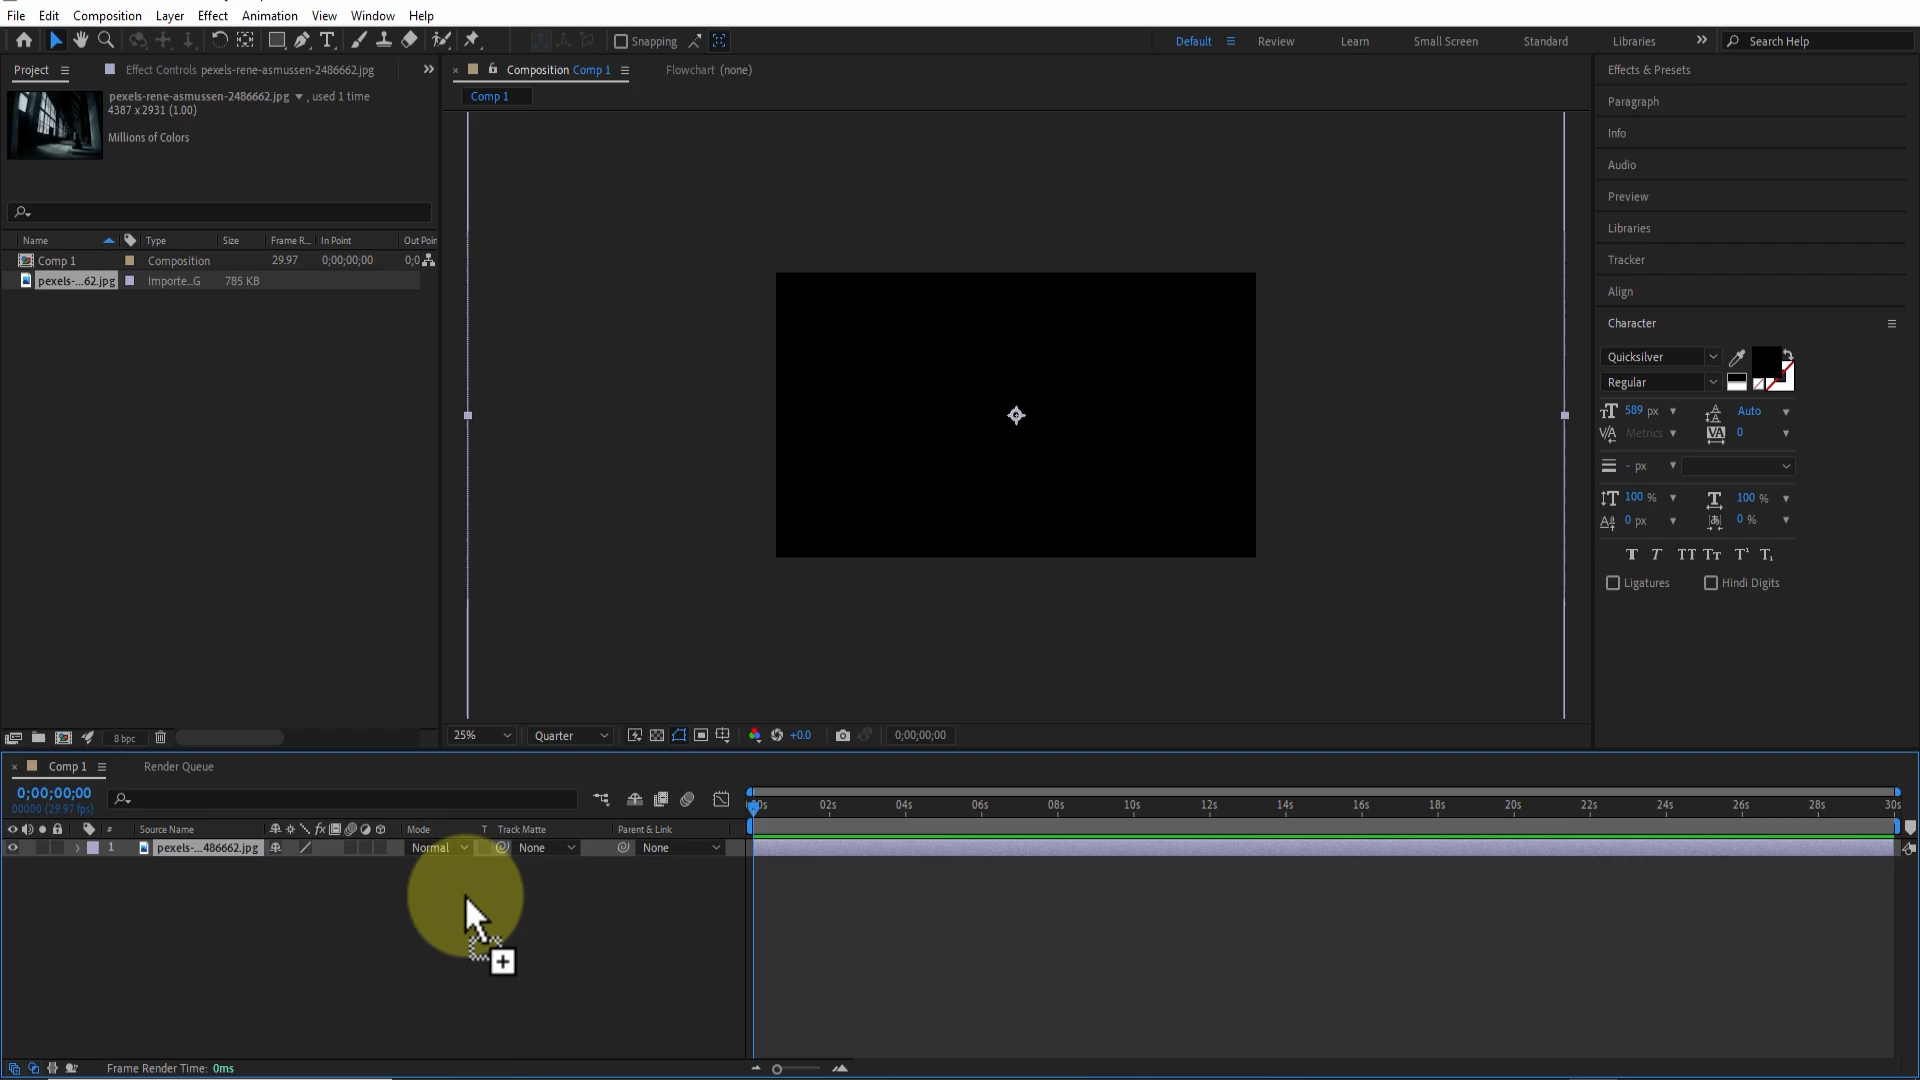 File Edit Composition Layer Effect Animation View Window Help
Snapping
Default Review Learn Small Screen Standard Libraries » Search Help
Project Effect Controls pexels-rene-asmussen-2486662.jpg »
Composition Comp 1 Flowchart (none)
Comp 1
pexels-rene-asmussen-2486662.jpg , used 1 time
4387 x 2931 (1.00)
Millions of Colors
Name Type Size Frame R... In Point Out Poin
Comp 1 Composition 29.97 0;00;00;00 0;0
pexels-...62.jpg Importe...G 785 KB
8 bpc
25% Quarter +0.0 0;00;00;00
Effects & Presets
Paragraph
Info
Audio
Preview
Libraries
Tracker
Align
Character
Quicksilver
Regular
589 px Auto
Metrics 0
- px
100 % 100 %
0 px 0 %
T T TT Tт T¹ T₁
Ligatures Hindi Digits
Comp 1 Render Queue
0;00;00;00
00000 (29.97 fps)
:00s 02s 04s 06s 08s 10s 12s 14s 16s 18s 20s 22s 24s 26s 28s 30s
# Source Name fx Mode T Track Matte Parent & Link
1 pexels-...486662.jpg Normal None None
Frame Render Time: 0ms